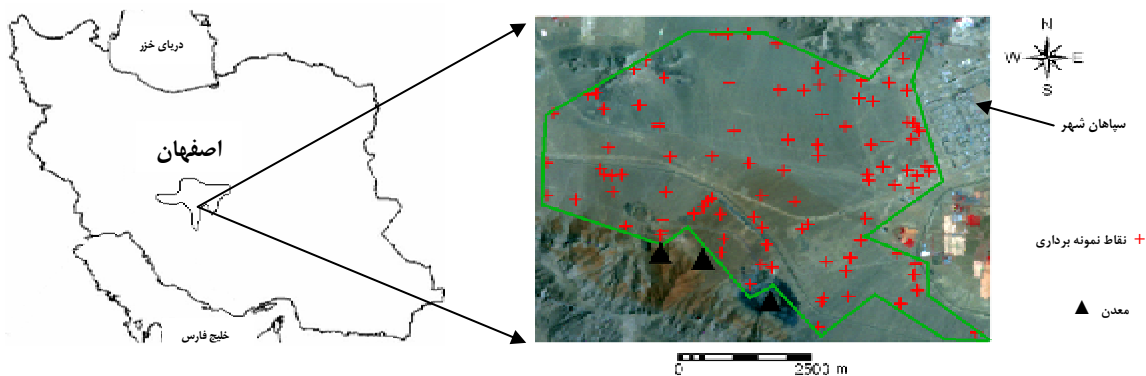 دریای خزر
اصفهان
خلیج فارس
N
W E
S
سپاهان شهر
نقاط نمونه برداری
معدن
0 2500 m